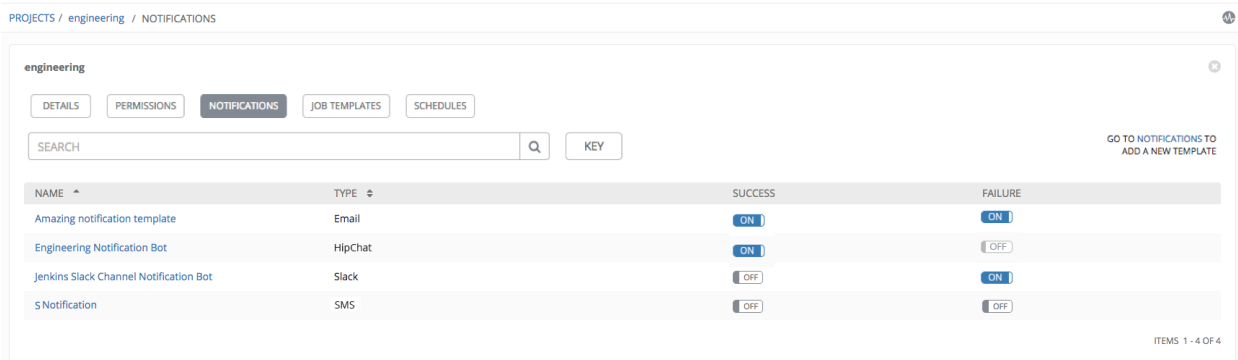 PROJECTS / engineering / NOTIFICATIONS
engineering
DETAILS PERMISSIONS NOTIFICATIONS JOB TEMPLATES SCHEDULES
SEARCH KEY
GO TO NOTIFICATIONS TO
ADD A NEW TEMPLATE
NAME TYPE SUCCESS FAILURE
Amazing notification template Email ON ON
Engineering Notification Bot HipChat ON OFF
Jenkins Slack Channel Notification Bot Slack OFF ON
S Notification SMS OFF OFF
ITEMS 1 - 4 OF 4